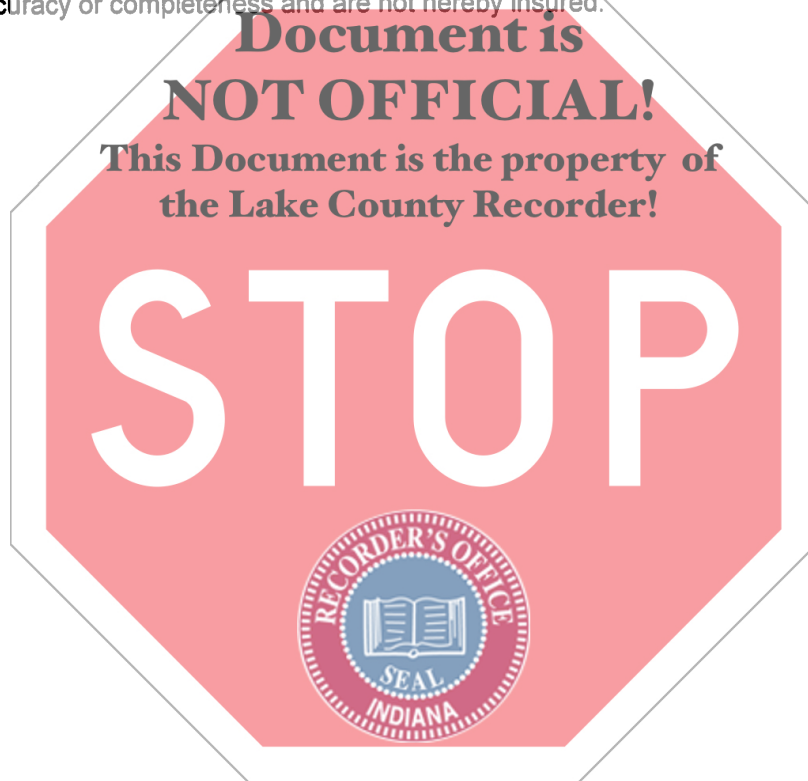 curacy or completeness and are not hereby insured.
Document is
NOT OFFICIAL!
This Document is the property of
the Lake County Recorder!
STOP
RECORDER'S OFFICE
SEAL
INDIANA